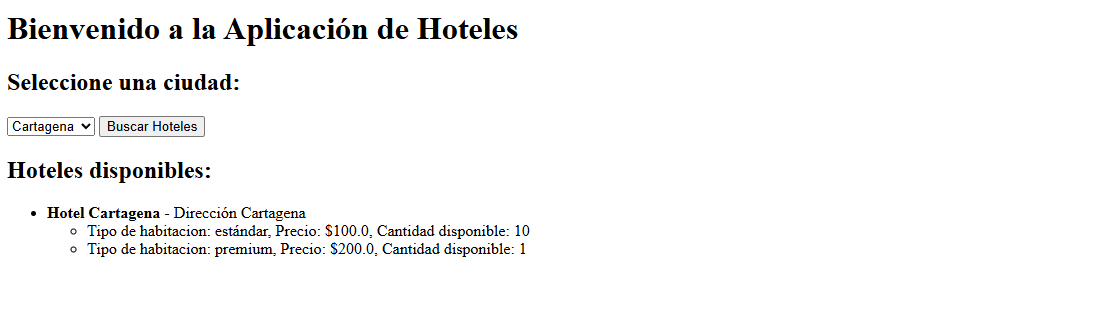 Bienvenido a la Aplicación de Hoteles
Seleccione una ciudad:
Cartagena Buscar Hoteles
Hoteles disponibles:
Hotel Cartagena - Dirección Cartagena
Tipo de habitacion: estándar, Precio: $100.0, Cantidad disponible: 10
Tipo de habitacion: premium, Precio: $200.0, Cantidad disponible: 1